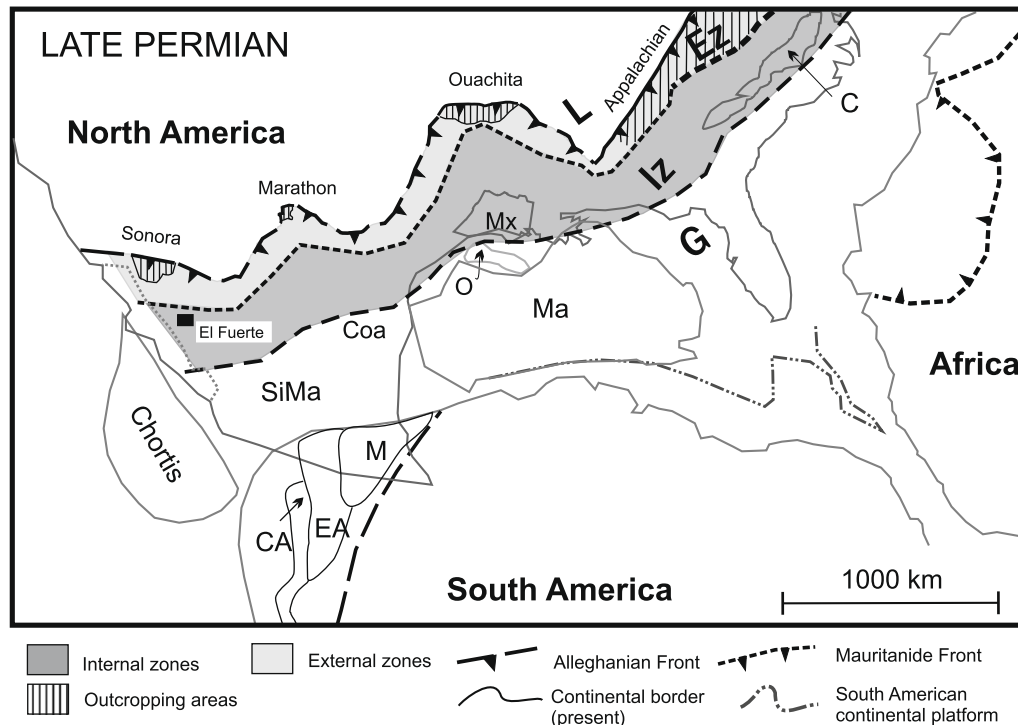 LATE PERMIAN
North America
Sonora
Marathon
Ouachita
L
Appalachian
Ez
Iz
C
Mx
O
G
Ma
El Fuerte
Coa
SiMa
Chortis
M
CA
EA
Africa
South America
1000 km
Internal zones
External zones
Alleghanian Front
Mauritanide Front
Outcropping areas
Continental border
(present)
South American
continental platform